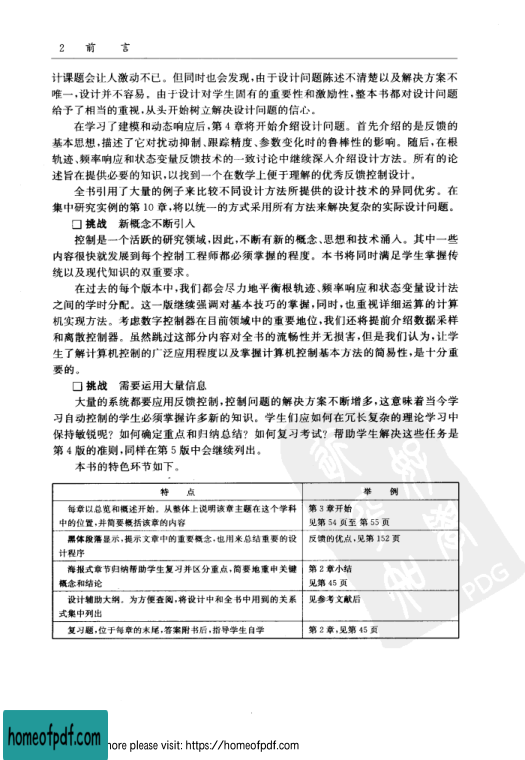 2 前 言
计课题会让人激动不已。但同时也会发现,由于设计问题陈述不清楚以及解决方案不
唯一,设计并不容易。由于设计对学生固有的重要性和激励性,整本书都对设计问题
给予了相当的重视,从头开始树立解决设计问题的信心。
在学习了建模和动态响应后,第4章将开始介绍设计问题。首先介绍的是反馈的
基本思想,描述了它对扰动抑制、跟踪精度、参数变化时的鲁棒性的影响。随后,在根
轨迹、频率响应和状态变量反馈技术的一致讨论中继续深入介绍设计方法。所有的论
述旨在提供必要的知识,以找到一个在数学上便于理解的优秀反馈控制设计。
全书引用了大量的例子来比较不同设计方法所提供的设计技术的异同优劣。在
集中研究实例的第10章,将以统一的方式采用所有方法来解决复杂的实际设计问题。
□ 挑战 新概念不断引入
控制是一个活跃的研究领域,因此,不断有新的概念、思想和技术涌入。其中一些
内容很快就发展到每个控制工程师都必须掌握的程度。本书将同时满足学生掌握传
统以及现代知识的双重要求。
在过去的每个版本中,我们都会尽力地平衡根轨迹、频率响应和状态变量设计法
之间的学时分配。这一版继续强调对基本技巧的掌握,同时,也重视详细运算的计算
机实现方法。考虑数字控制器在目前领域中的重要地位,我们还将提前介绍数据采样
和离散控制器。虽然跳过这部分内容对全书的流畅性并无损害,但是我们认为,让学
生了解计算机控制的广泛应用程度以及掌握计算机控制基本方法的简易性,是十分重
要的。
□ 挑战 需要运用大量信息
大量的系统都要应用反馈控制,控制问题的解决方案不断增多,这意味着当今学
习自动控制的学生必须掌握许多新的知识。学生们应如何在冗长复杂的理论学习中
保持敏锐呢？如何确定重点和归纳总结？如何复习考试？帮助学生解决这些任务是
第4版的准则,同样在第5版中会继续列出。
本书的特色环节如下。
特 点 举 例
每章以总览和概述开始。从整体上说明该章主题在这个学科 第3章开始
中的位置,并简要概括该章的内容 见第54页至第55页
黑体段落显示,提示文章中的重要概念,也用来总结重要的设 反馈的优点,见第152页
计程序
海报式章节归纳帮助学生复习并区分重点,简要地重申关键 第2章小结
概念和结论 见第45页
设计辅助大纲。为方便查阅,将设计中和全书中用到的关系 见参考文献后
式集中列出
复习题,位于每章的末尾,答案附书后,指导学生自学 第2章,见第45页
PDG
homeofpdf.com
more please visit: https://homeofpdf.com